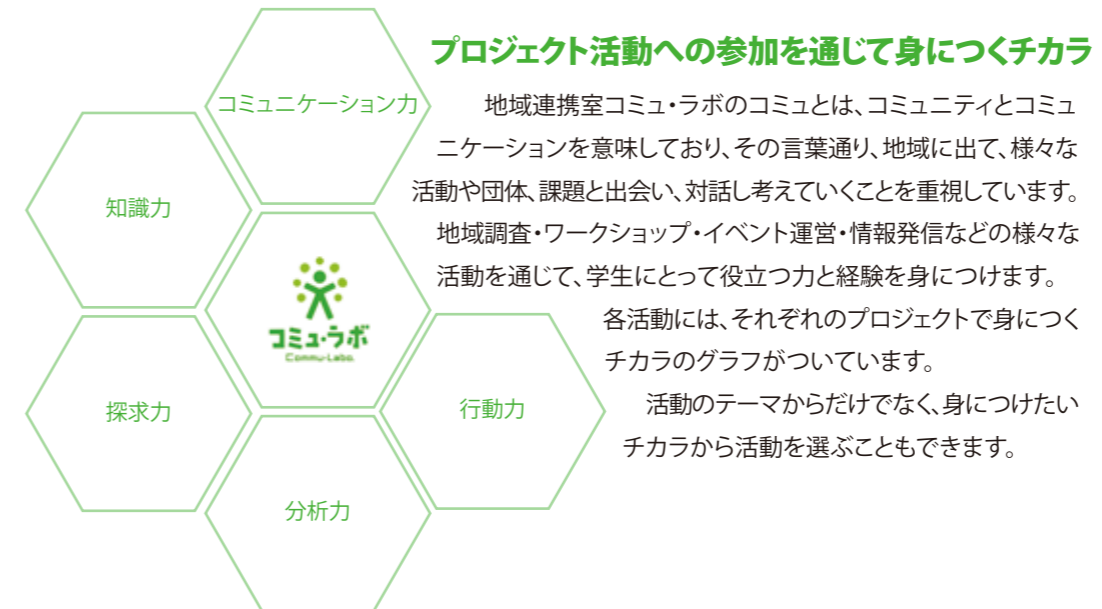 プロジェクト活動への参加を通じて身につくチカラ
地域連携室コミュ・ラボのコミュとは、コミュニティとコミュ
ニケーションを意味しており、その言葉通り、地域に出て、様々な
活動や団体、課題と出会い、対話し考えていくことを重視しています。
地域調査・ワークショップ・イベント運営・情報発信などの様々な
活動を通じて、学生にとって役立つ力と経験を身につけます。
各活動には、それぞれのプロジェクトで身につく
チカラのグラフがついています。
活動のテーマからだけでなく、身につけたい
チカラから活動を選ぶこともできます。
コミュニケーション力
知識力
コミュ・ラボ
Commu-Labo.
探求力
行動力
分析力